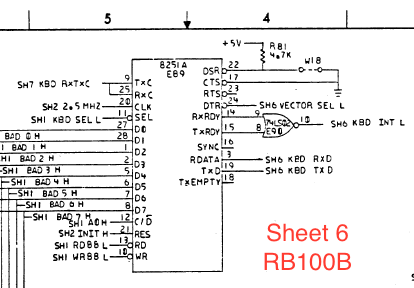 5 4
+5V
R81
4.7K
W18
8251A
E89
SH7 KBD RXTXC 9 TXC
25 RXC
SH2 2.5 MHZ 20 CLK
SH1 KBD SEL L 11 SEL
27 D0
BAD 0 H 28 D1
BAD 1 H 1 D2
SH1 BAD 2 H 2 D3
SH1 BAD 3 H 5 D4
SH1 BAD 4 H 6 D5
SH1 BAD 5 H 7 D6
SH1 BAD 6 H 8 D7
SH1 BAD 7 H
SH1 A0 H 12 C/D
SH2 INIT H 21 RES
SH1 RD88 L 13 RD
SH1 WR88 L 10 WR
DSR 22
CTS 17
RTS 23
DTR 24 SH6 VECTOR SEL L
RXRDY 14 9
74LS02
E90
10 SH6 KBD INT L
TXRDY 15 8
SYNC 16
RDATA 3 SH6 KBD RXD
TXD 19 SH6 KBD TXD
TXEMPTY 18
Sheet 6
RB100B